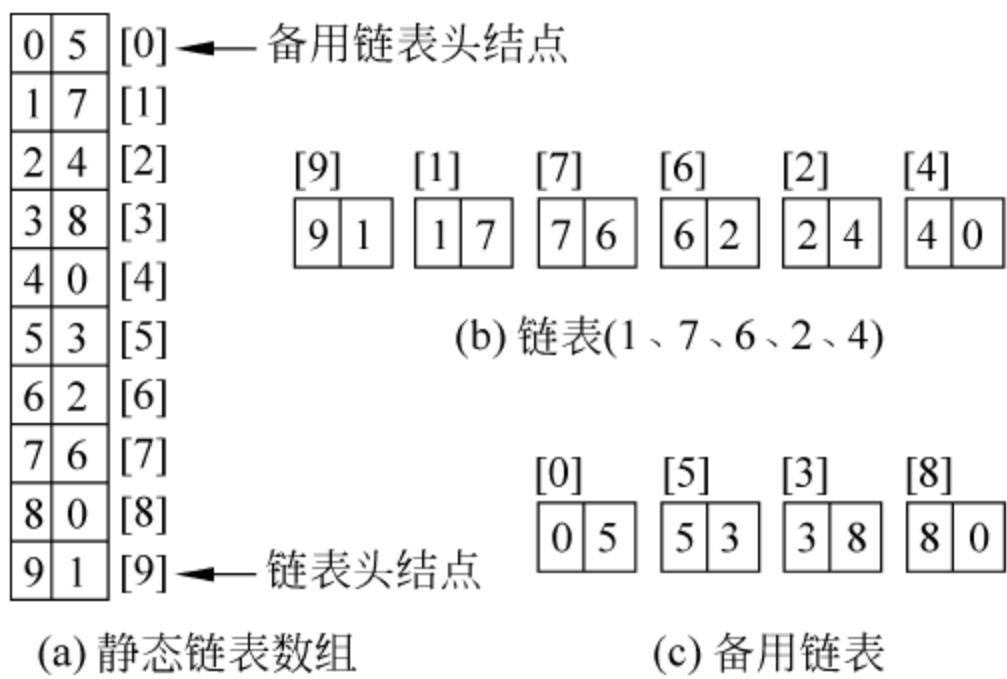 0 5 [0] 备用链表头结点
1 7 [1]
2 4 [2]
3 8 [3]
4 0 [4]
5 3 [5]
6 2 [6]
7 6 [7]
8 0 [8]
9 1 [9] 链表头结点
(a) 静态链表数组
[9] [1] [7] [6] [2] [4]
9 1 1 7 7 6 6 2 2 4 4 0
(b) 链表(1、7、6、2、4)
[0] [5] [3] [8]
0 5 5 3 3 8 8 0
(c) 备用链表